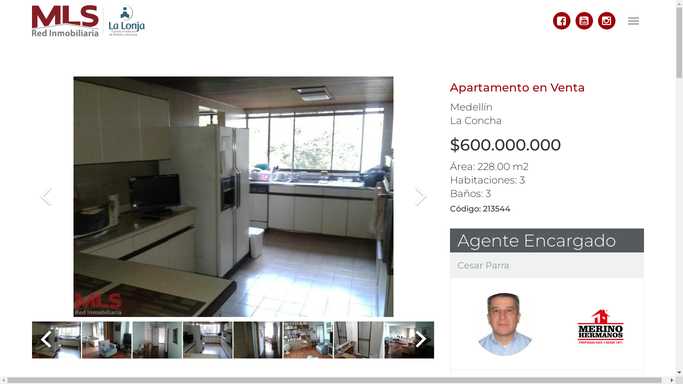 MLS
Red Inmobiliaria
La Lonja
Apartamento en Venta
Medellín
La Concha
$600.000.000
Área: 228.00 m2
Habitaciones: 3
Baños: 3
Código: 213544
Agente Encargado
Cesar Parra
MLS
Red Inmobiliaria
MERINO
HERMANOS